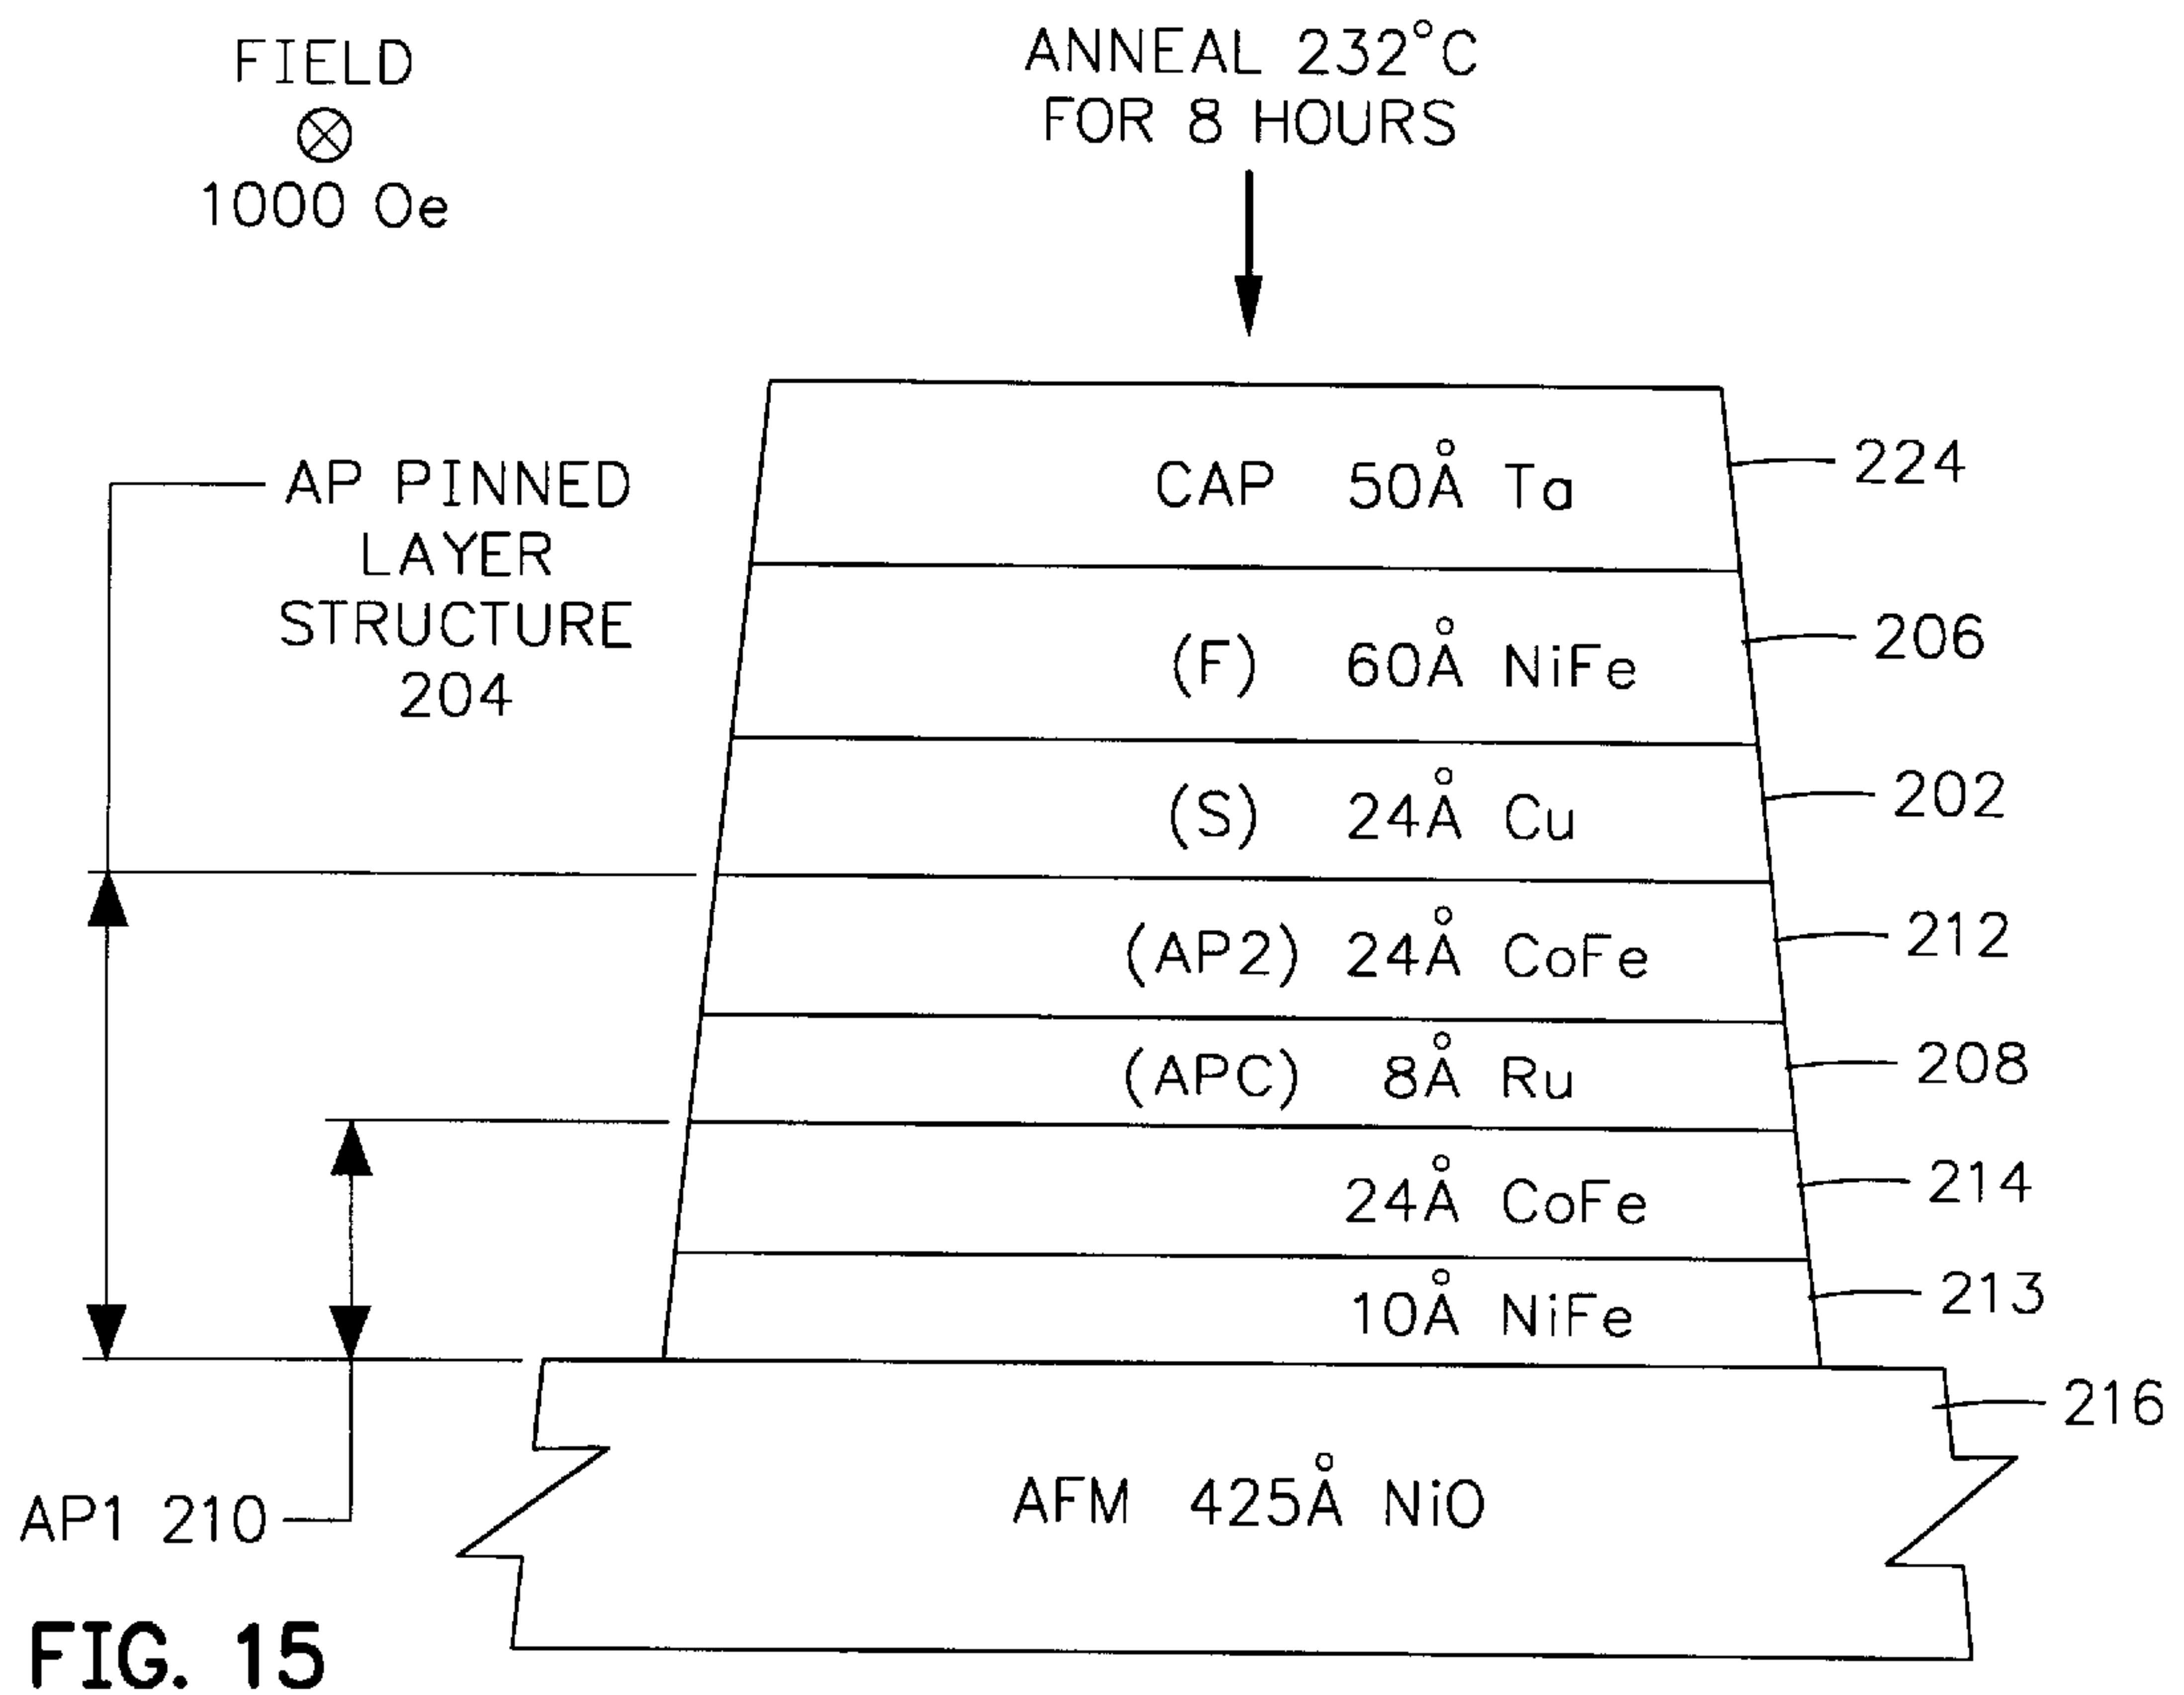 FIELD
1000 Oe
ANNEAL 232°C
FOR 8 HOURS
AP PINNED
LAYER
STRUCTURE
204
CAP 50Å Ta
224
(F) 60Å NiFe
206
(S) 24Å Cu
202
(AP2) 24Å CoFe
212
(APC) 8Å Ru
208
24Å CoFe
214
10Å NiFe
213
216
AFM 425Å NiO
AP1 210
FIG. 15